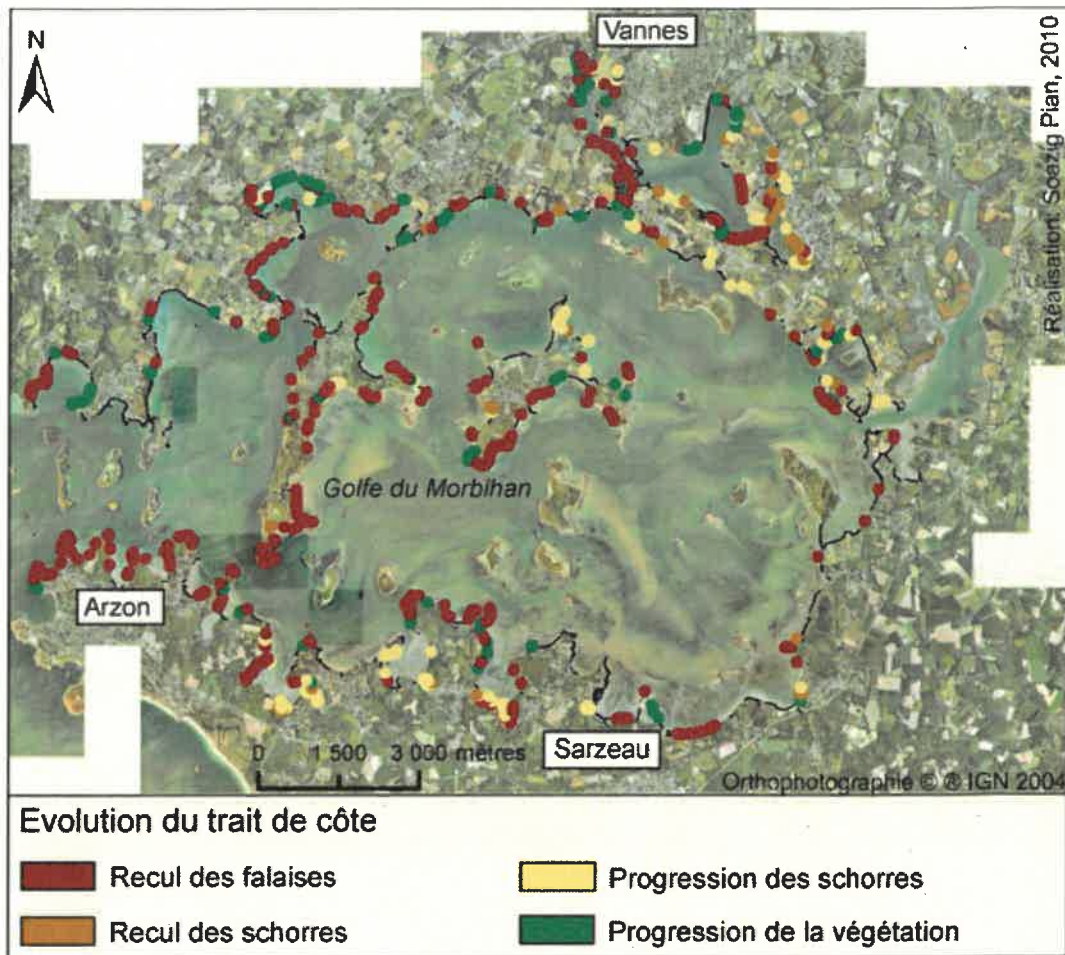 Vannes
N
Réalisation: Soazig Pian, 2010
Golfe du Morbihan
Arzon
Sarzeau
0 1 500 3 000 mètres
Orthophotographie © ® IGN 2004
Evolution du trait de côte
Recul des falaises
Progression des schorres
Recul des schorres
Progression de la végétation